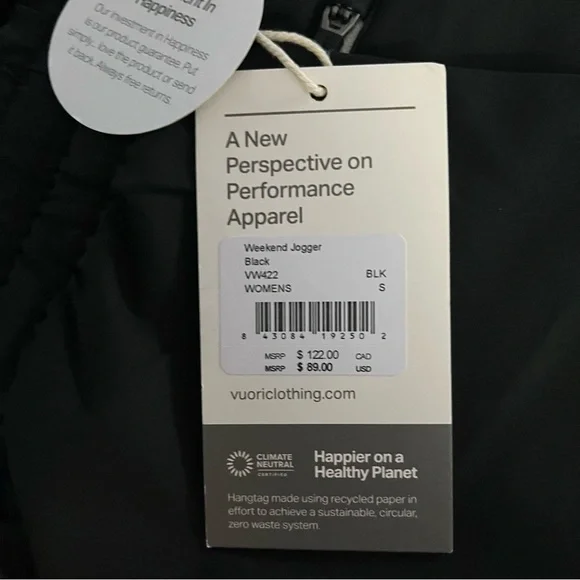 Happiness
Our Investment in Happiness
is our product guarantee. Put
simply.. love the product or send
it back. Always free returns.
A New
Perspective on
Performance
Apparel
Weekend Jogger
Black
VW422 BLK
WOMENS S
8 43084 19250 2
MSRP $ 122.00 CAD
MSRP $ 89.00 USD
vuoriclothing.com
CLIMATE
NEUTRAL
CERTIFIED
Happier on a
Healthy Planet
Hangtag made using recycled paper in
effort to achieve a sustainable, circular,
zero waste system.